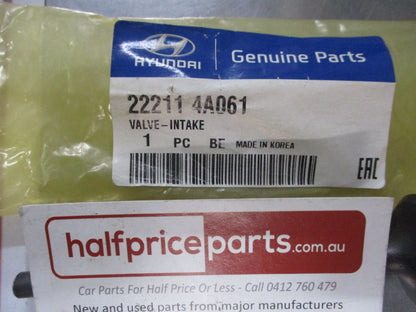 HYUNDAI
Genuine Parts
22211 4A061
VALVE-INTAKE
1 PC BE MADE IN KOREA
EAC
halfpriceparts.com.au
Car Parts For Half Price Or Less - Call 0412 760 479
New and used parts from major manufacturers